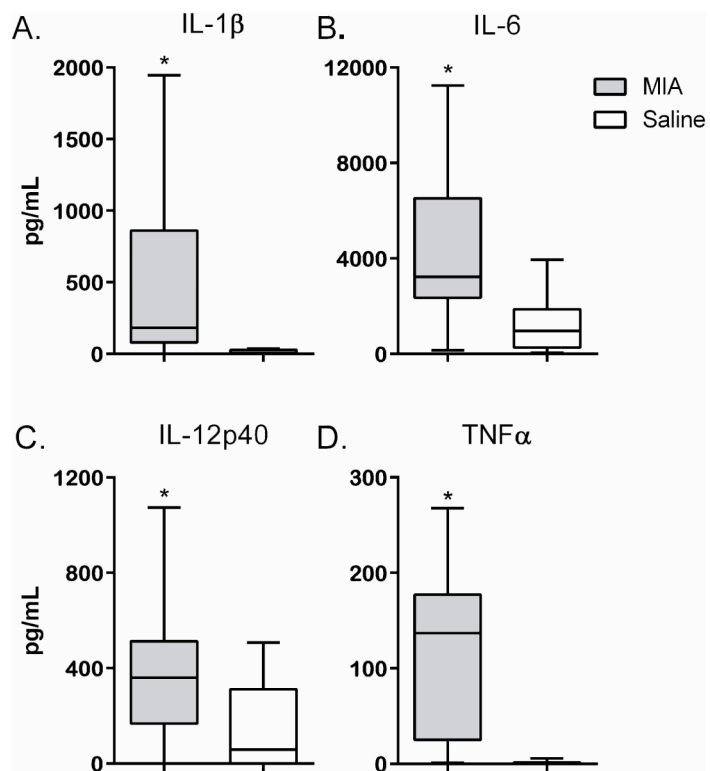 A. IL-1β
2000
*
1500
1000
500
0
pg/mL
B. IL-6
12000
*
8000
4000
0
MIA
Saline
C. IL-12p40
1200
*
800
400
0
pg/mL
D. TNFα
300
*
200
100
0